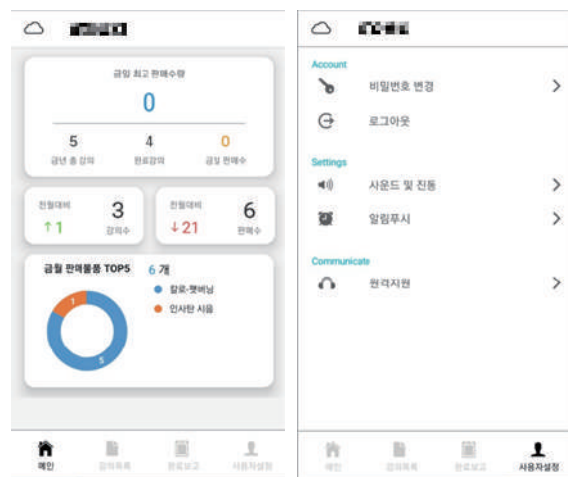 금일 최고 판매수량
0
5 4 0
금년 총 강의 완료강의 금일 판매수
전월대비 3 전월대비 6
↑1 강의수 ↓21 판매수
금월 판매물품 TOP5 6 개
칼로-햇버닝
인사탄 시음
1
5
메인 강의목록 완료보고 사용자설정
Account
비밀번호 변경
로그아웃
Settings
사운드 및 진동
알림푸시
Communicate
원격지원
메인 강의목록 완료보고 사용자설정